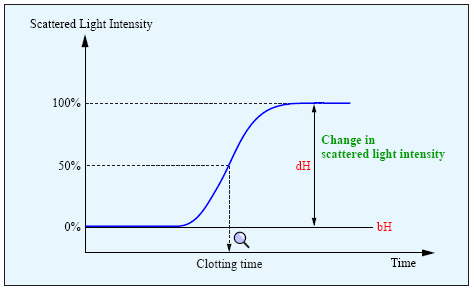 Scattered Light Intensity
100%
Change in
scattered light intensity
50%
dH
0%
bH
Clotting time
Time